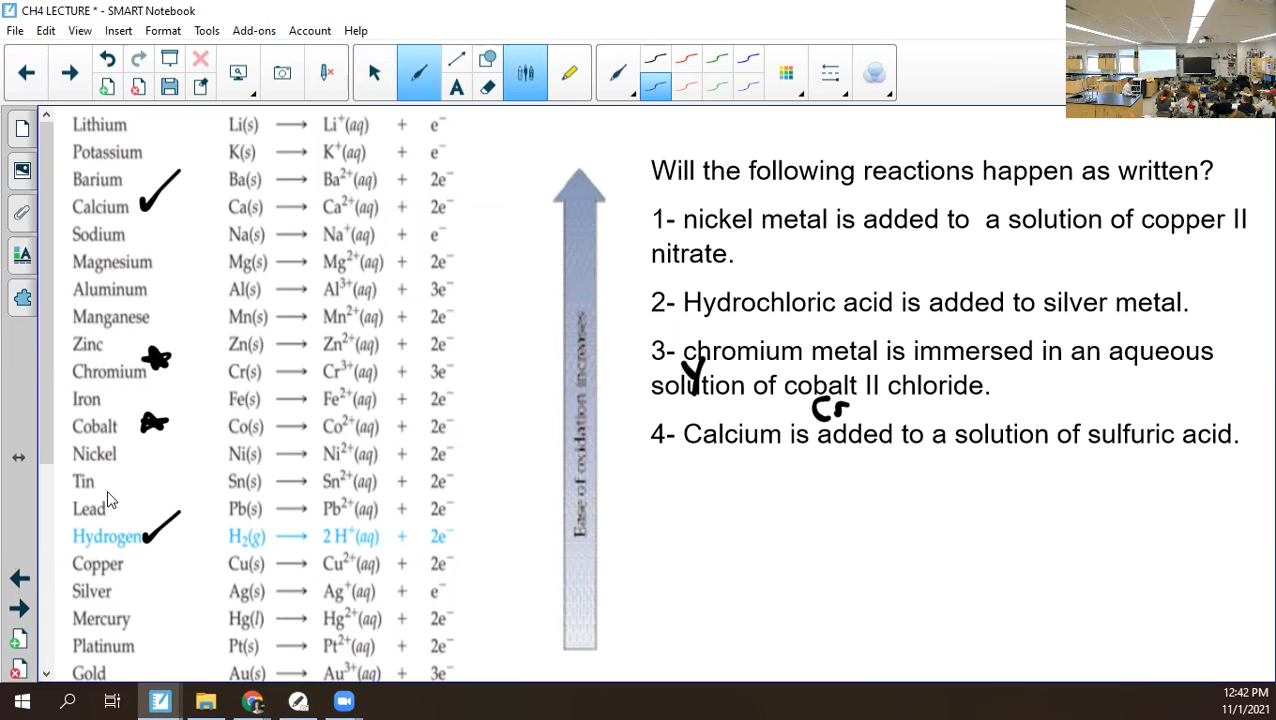 CH4 LECTURE * - SMART Notebook
File Edit View Insert Format Tools Add-ons Account Help
A
Lithium Li(s) ⟶ Li⁺(aq) + e⁻
Potassium K(s) ⟶ K⁺(aq) + e⁻
Barium Ba(s) ⟶ Ba²⁺(aq) + 2e⁻
Calcium Ca(s) ⟶ Ca²⁺(aq) + 2e⁻
Sodium Na(s) ⟶ Na⁺(aq) + e⁻
Magnesium Mg(s) ⟶ Mg²⁺(aq) + 2e⁻
Aluminum Al(s) ⟶ Al³⁺(aq) + 3e⁻
Manganese Mn(s) ⟶ Mn²⁺(aq) + 2e⁻
Zinc Zn(s) ⟶ Zn²⁺(aq) + 2e⁻
Chromium Cr(s) ⟶ Cr³⁺(aq) + 3e⁻
Iron Fe(s) ⟶ Fe²⁺(aq) + 2e⁻
Cobalt Co(s) ⟶ Co²⁺(aq) + 2e⁻
Nickel Ni(s) ⟶ Ni²⁺(aq) + 2e⁻
Tin Sn(s) ⟶ Sn²⁺(aq) + 2e⁻
Lead Pb(s) ⟶ Pb²⁺(aq) + 2e⁻
Hydrogen H₂(g) ⟶ 2 H⁺(aq) + 2e⁻
Copper Cu(s) ⟶ Cu²⁺(aq) + 2e⁻
Silver Ag(s) ⟶ Ag⁺(aq) + e⁻
Mercury Hg(l) ⟶ Hg²⁺(aq) + 2e⁻
Platinum Pt(s) ⟶ Pt²⁺(aq) + 2e⁻
Gold Au(s) ⟶ Au³⁺(aq) + 3e⁻
Ease of oxidation increases
Will the following reactions happen as written?
1- nickel metal is added to a solution of copper II
nitrate.
2- Hydrochloric acid is added to silver metal.
3- chromium metal is immersed in an aqueous
Y
solution of cobalt II chloride.
Cr
4- Calcium is added to a solution of sulfuric acid.
12:42 PM
11/1/2021